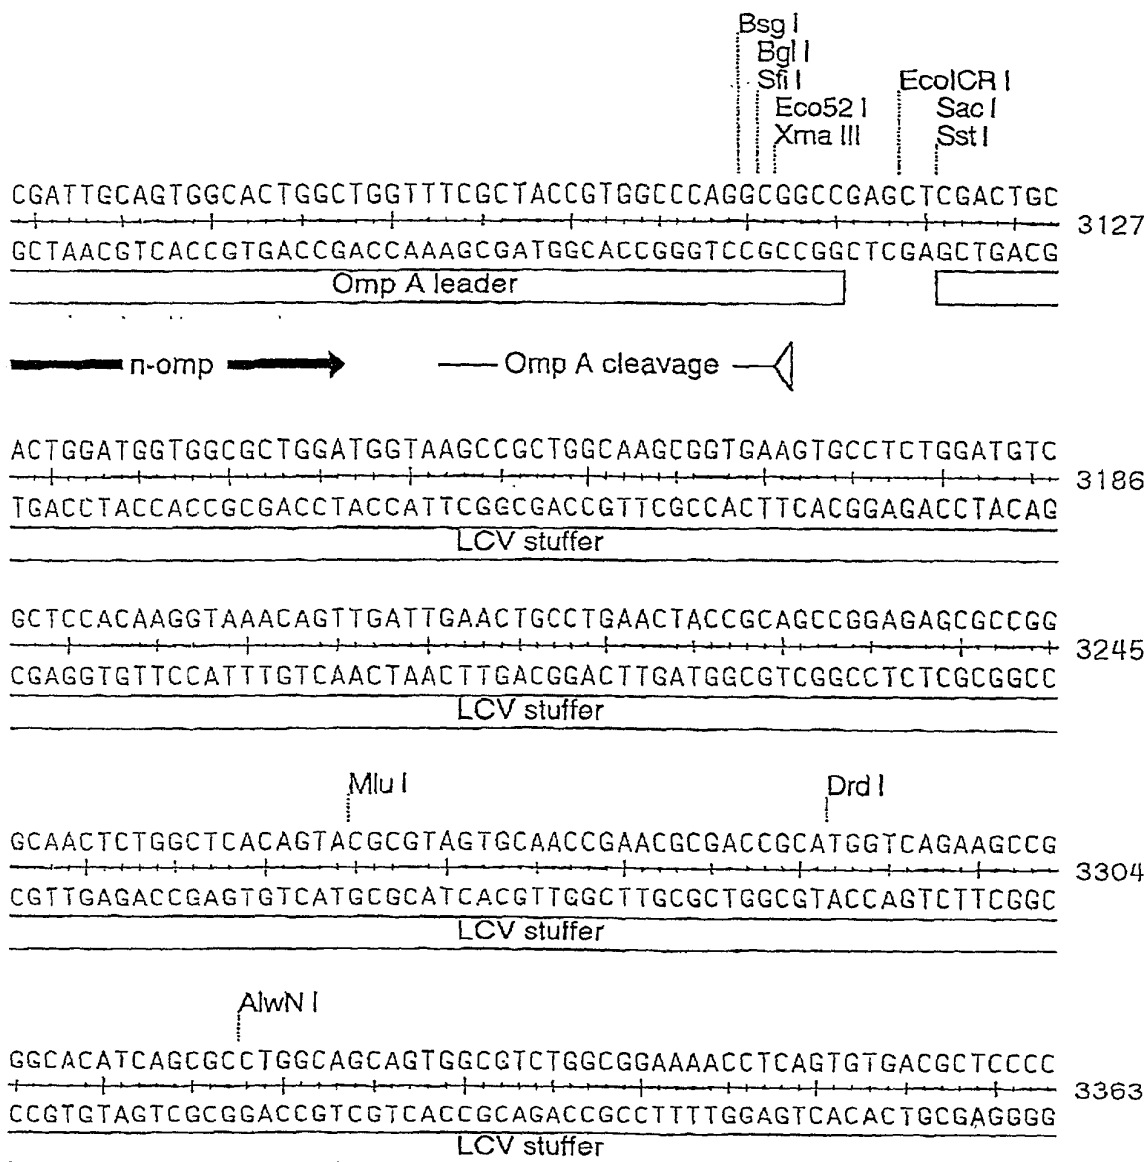 Bsg I
Bgl I
Sfi I EcoICR I
Eco52 I Sac I
Xma III Sst I
CGATTGCAGTGGCACTGGCTGGTTTCGCTACCGTGGCCCAGGCGGCCGAGCTCGACTGC
3127
GCTAACGTCACCGTGACCGACCAAAGCGATGGCACCGGGTCCGCCGGCTCGAGCTGACG
Omp A leader
n-omp Omp A cleavage
ACTGGATGGTGGCGCTGGATGGTAAGCCGCTGGCAAGCGGTGAAGTGCCTCTGGATGTC
3186
TGACCTACCACCGCGACCTACCATTCGGCGACCGTTCGCCACTTCACGGAGACCTACAG
LCV stuffer
GCTCCACAAGGTAAACAGTTGATTGAACTGCCTGAACTACCGCAGCCGGAGAGCGCCGG
3245
CGAGGTGTTCCATTTGTCAACTAACTTGACGGACTTGATGGCGTCGGCCTCTCGCGGCC
LCV stuffer
Mlu I Drd I
GCAACTCTGGCTCACAGTACGCGTAGTGCAACCGAACGCGACCGCATGGTCAGAAGCCG
3304
CGTTGAGACCGAGTGTCATGCGCATCACGTTGGCTTGCGCTGGCGTACCAGTCTTCGGC
LCV stuffer
AlwN I
GGCACATCAGCGCCTGGCAGCAGTGGCGTCTGGCGGAAAACCTCAGTGTGACGCTCCCC
3363
CCGTGTAGTCGCGGACCGTCGTCACCGCAGACCGCCTTTTGGAGTCACACTGCGAGGGG
LCV stuffer